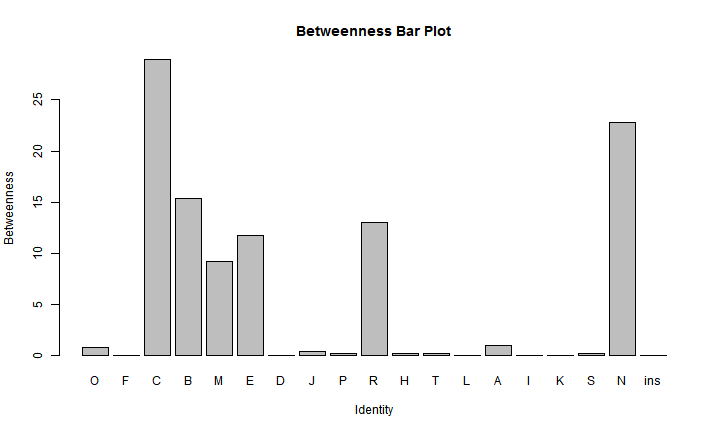 Betweenness Bar Plot
Betweenness
25
20
15
10
5
0
O F C B M E D J P R H T L A I K S N ins
Identity